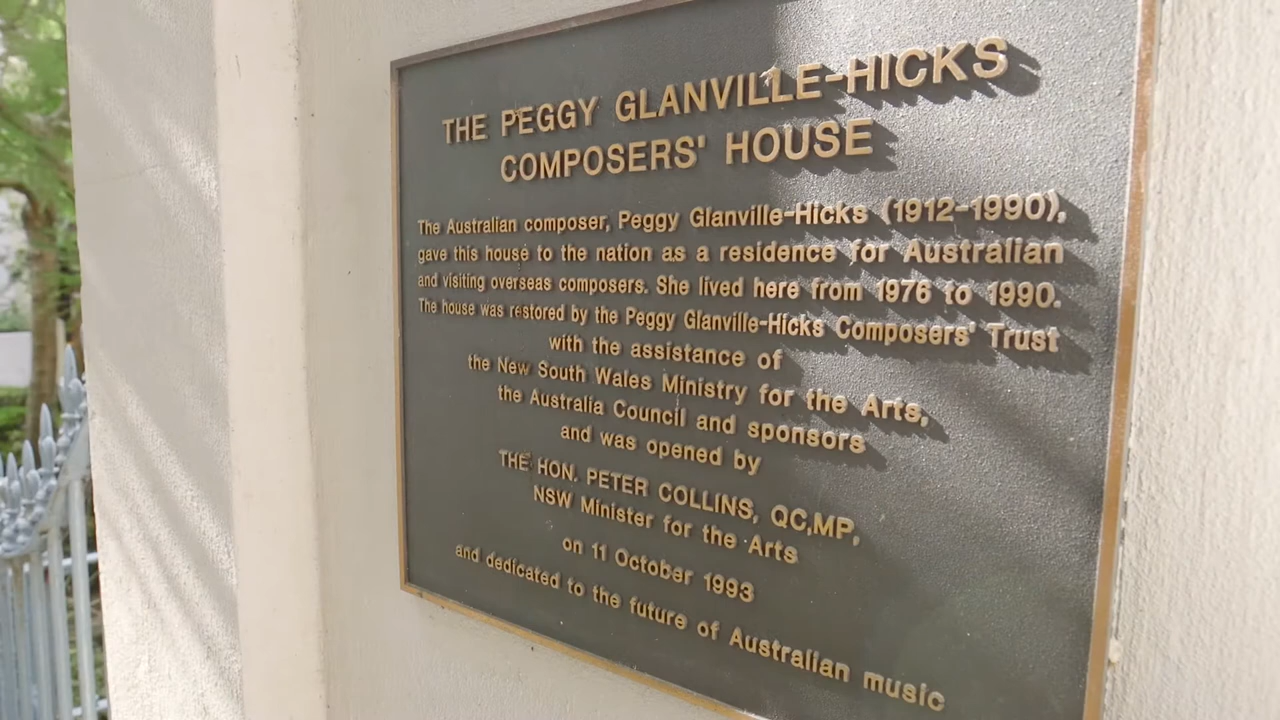 THE PEGGY GLANVILLE-HICKS
COMPOSERS' HOUSE
The Australian composer, Peggy Glanville-Hicks (1912-1990),
gave this house to the nation as a residence for Australian
and visiting overseas composers. She lived here from 1976 to 1990.
The house was restored by the Peggy Glanville-Hicks Composers' Trust
with the assistance of
the New South Wales Ministry for the Arts,
the Australia Council and sponsors
and was opened by
THE HON. PETER COLLINS, QC,MP,
NSW Minister for the Arts
on 11 October 1993
and dedicated to the future of Australian music